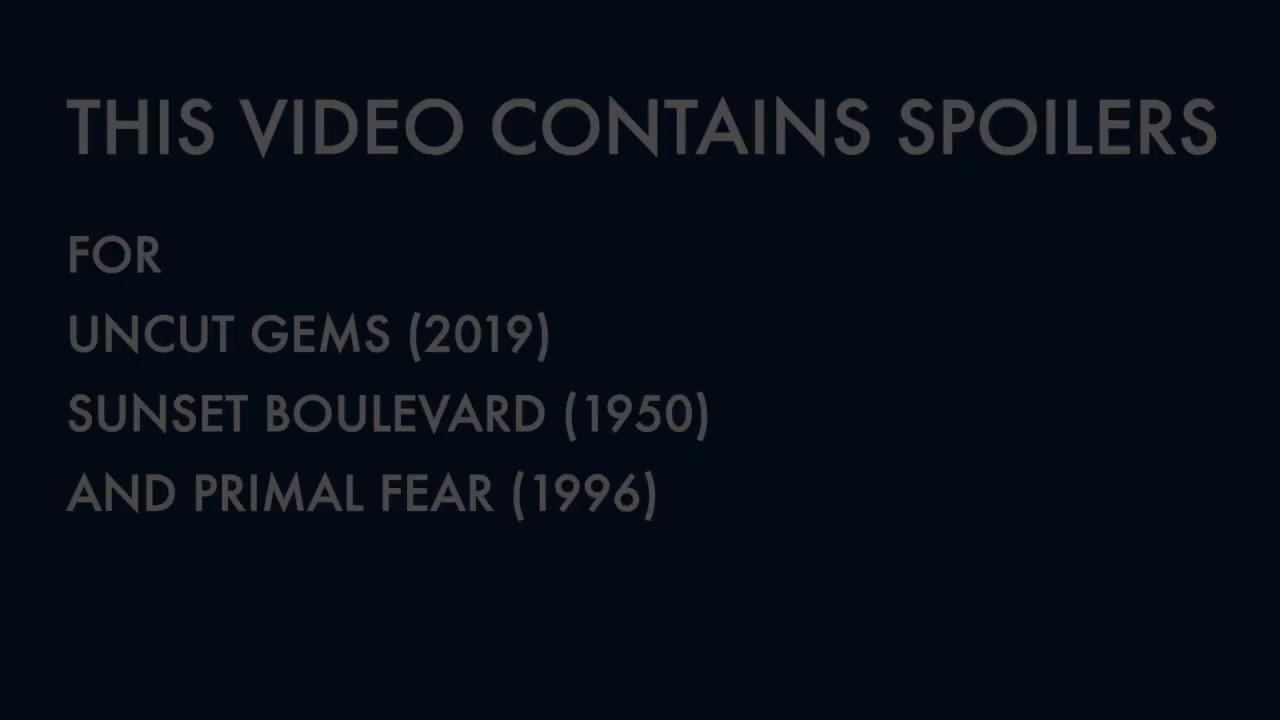 THIS VIDEO CONTAINS SPOILERS
FOR
UNCUT GEMS (2019)
SUNSET BOULEVARD (1950)
AND PRIMAL FEAR (1996)